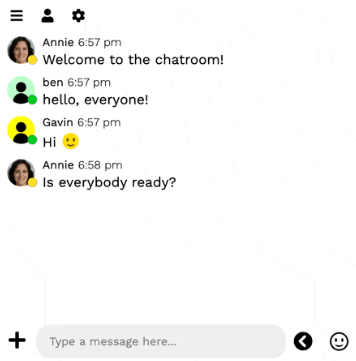 Annie 6:57 pm
Welcome to the chatroom!
ben 6:57 pm
hello, everyone!
Gavin 6:57 pm
Hi 🙂
Annie 6:58 pm
Is everybody ready?
Type a message here...